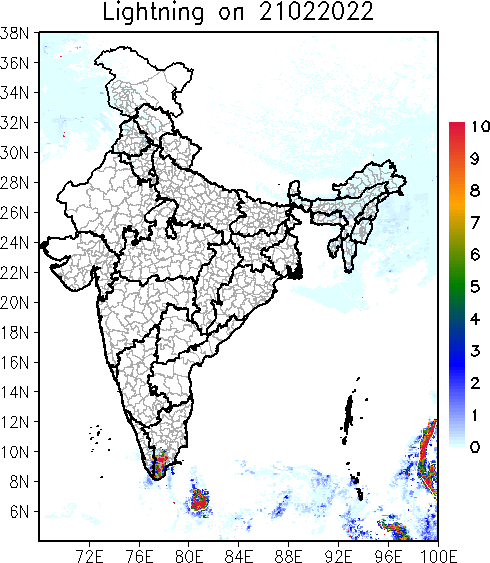 Lightning on 21022022
38N
36N
34N
32N
30N
28N
26N
24N
22N
20N
18N
16N
14N
12N
10N
8N
6N
72E 76E 80E 84E 88E 92E 96E 100E
10
9
8
7
6
5
4
3
2
1
0